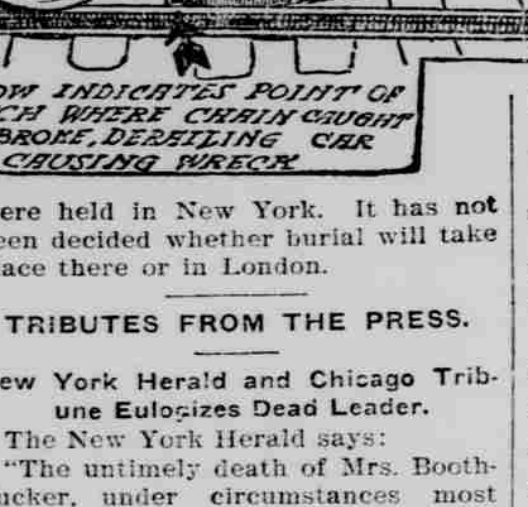 OW INDICATES POINT OF
CH WHERE CHAIN CAUGHT
BROKE, DERAILING CAR
CAUSING WRECK
ere held in New York. It has not
een decided whether burial will take
ace there or in London.
TRIBUTES FROM THE PRESS.
ew York Herald and Chicago Trib-
une Eulogizes Dead Leader.
The New York Herald says:
"The untimely death of Mrs. Booth-
ucker, under circumstances most